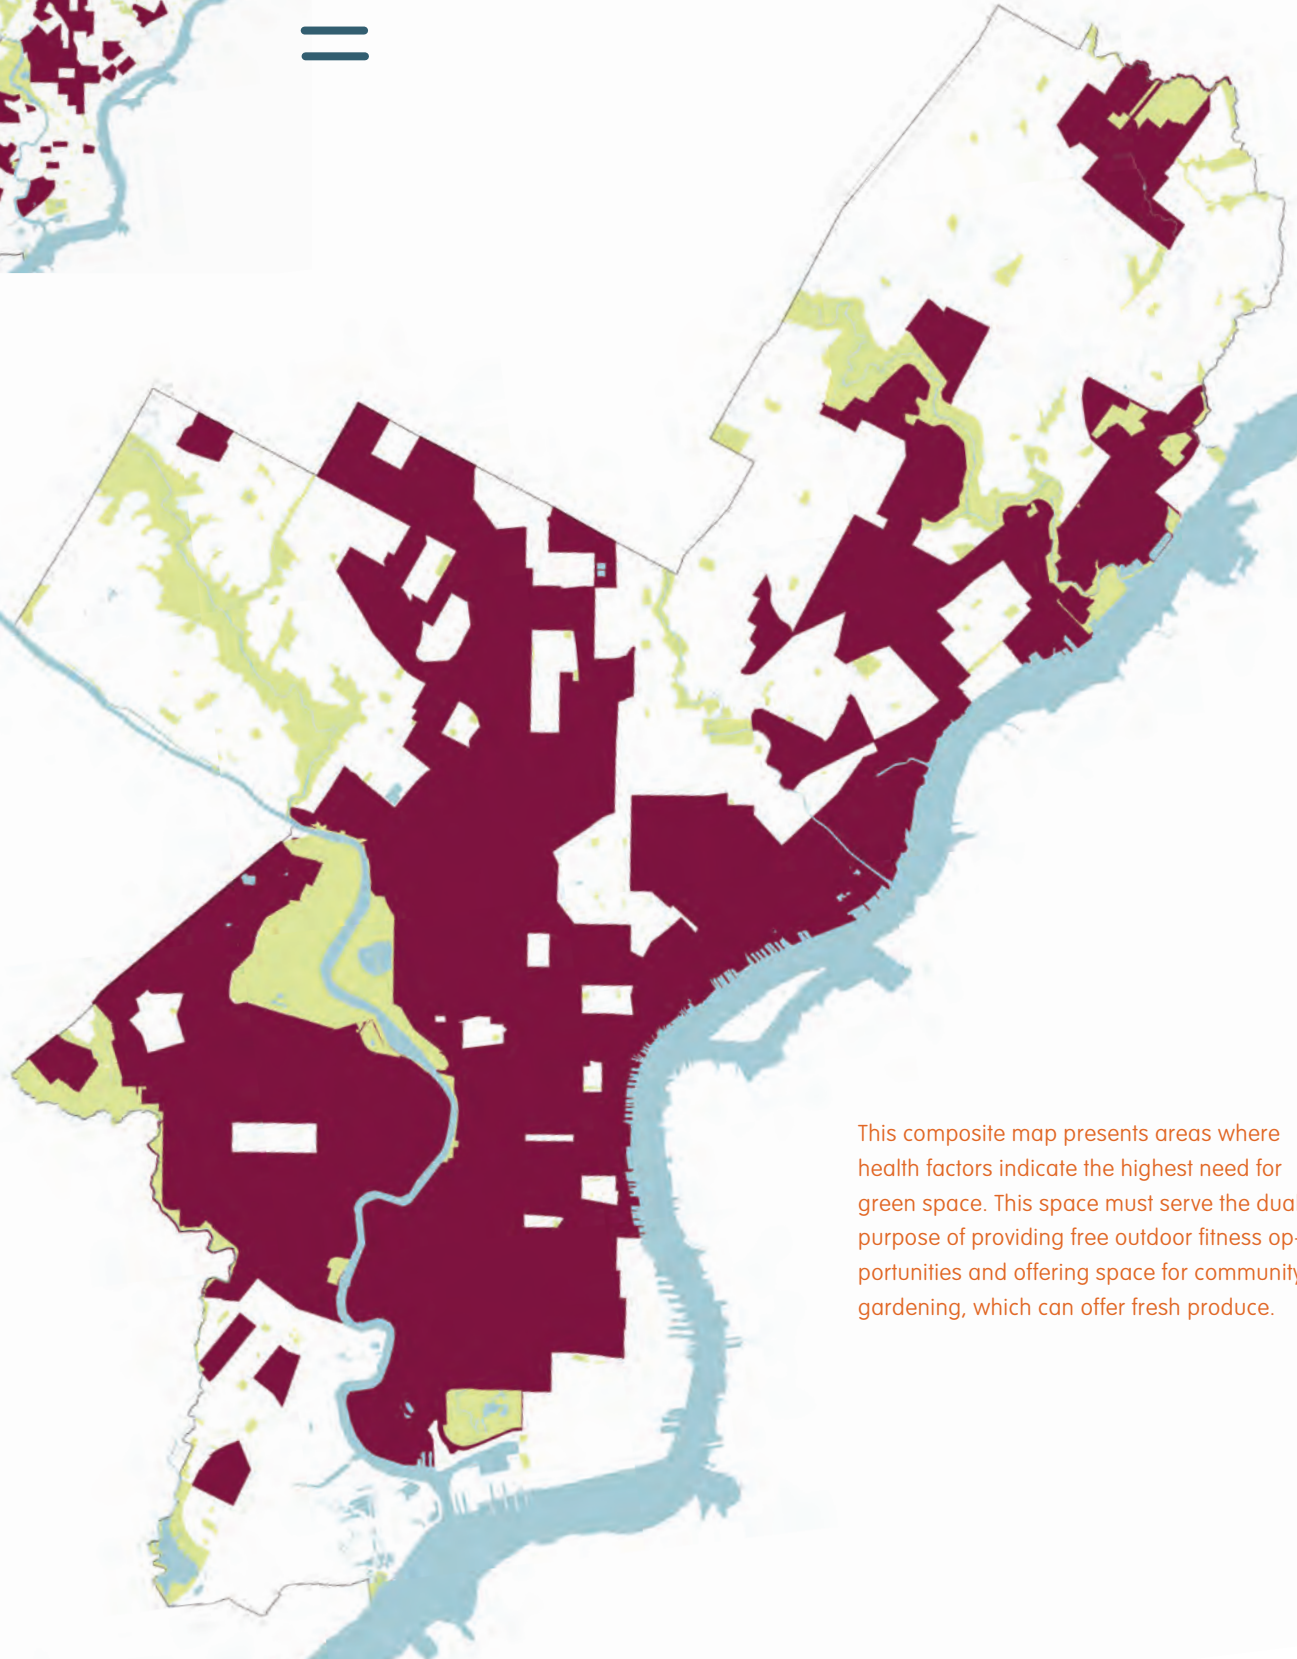 This composite map presents areas where
health factors indicate the highest need for
green space. This space must serve the dual
purpose of providing free outdoor fitness op-
portunities and offering space for community
gardening, which can offer fresh produce.